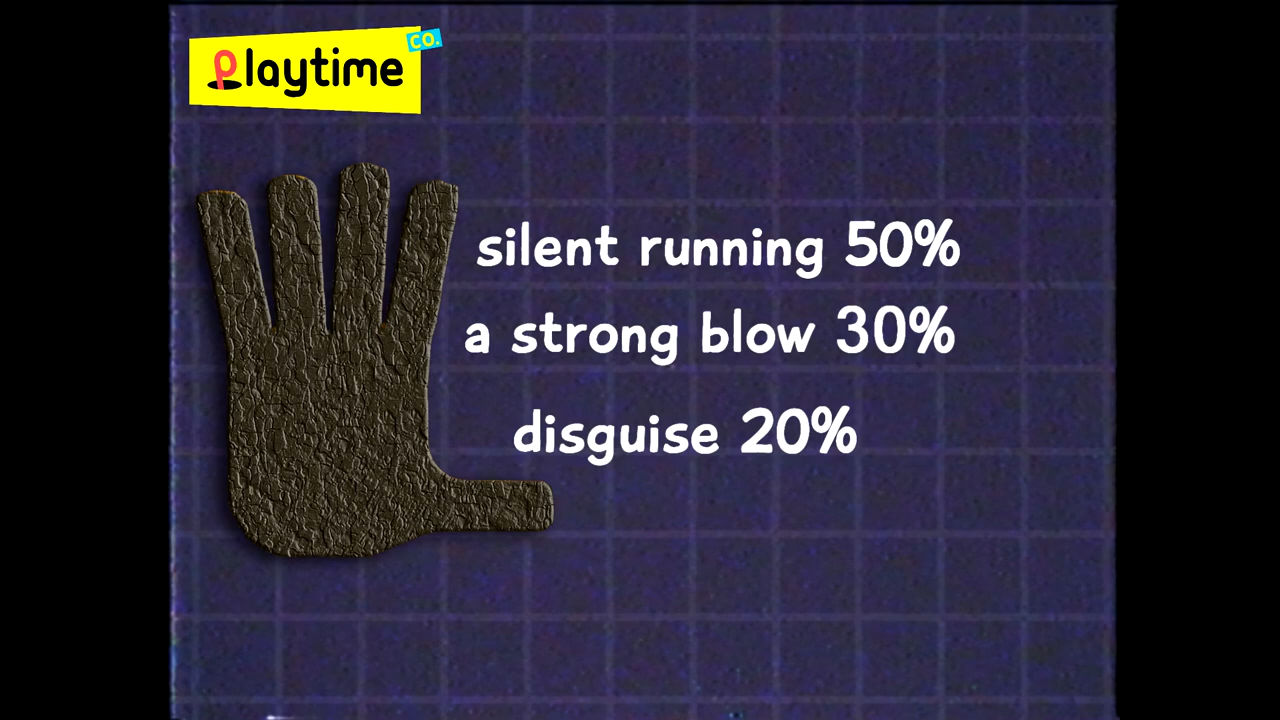 Playtime
CO.
silent running 50%
a strong blow 30%
disguise 20%